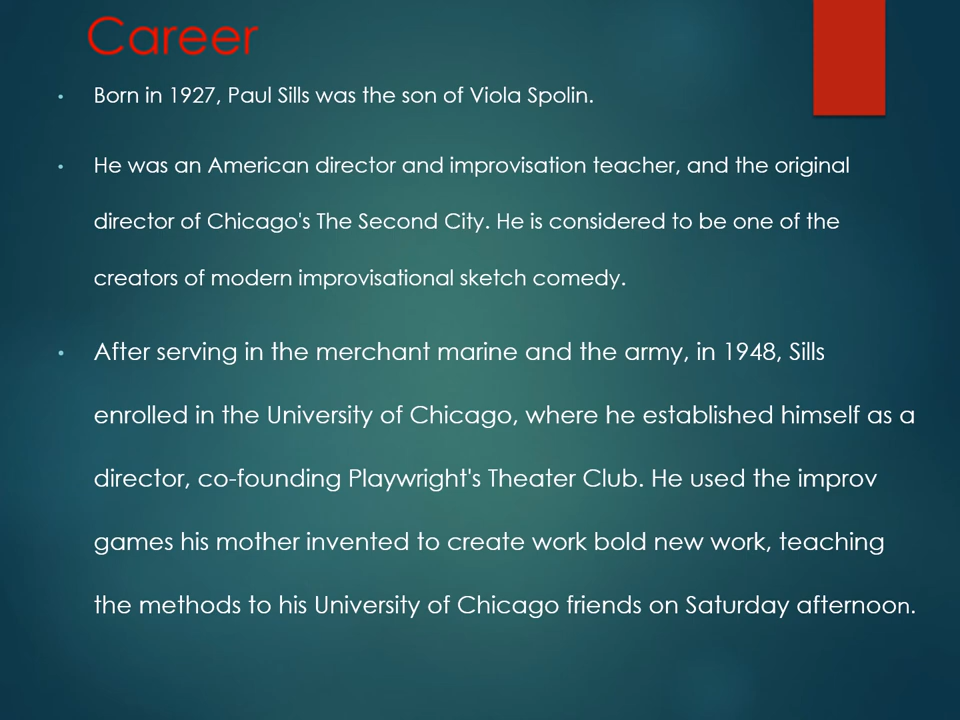 Career
• Born in 1927, Paul Sills was the son of Viola Spolin.
• He was an American director and improvisation teacher, and the original
director of Chicago's The Second City. He is considered to be one of the
creators of modern improvisational sketch comedy.
• After serving in the merchant marine and the army, in 1948, Sills
enrolled in the University of Chicago, where he established himself as a
director, co-founding Playwright's Theater Club. He used the improv
games his mother invented to create work bold new work, teaching
the methods to his University of Chicago friends on Saturday afternoon.